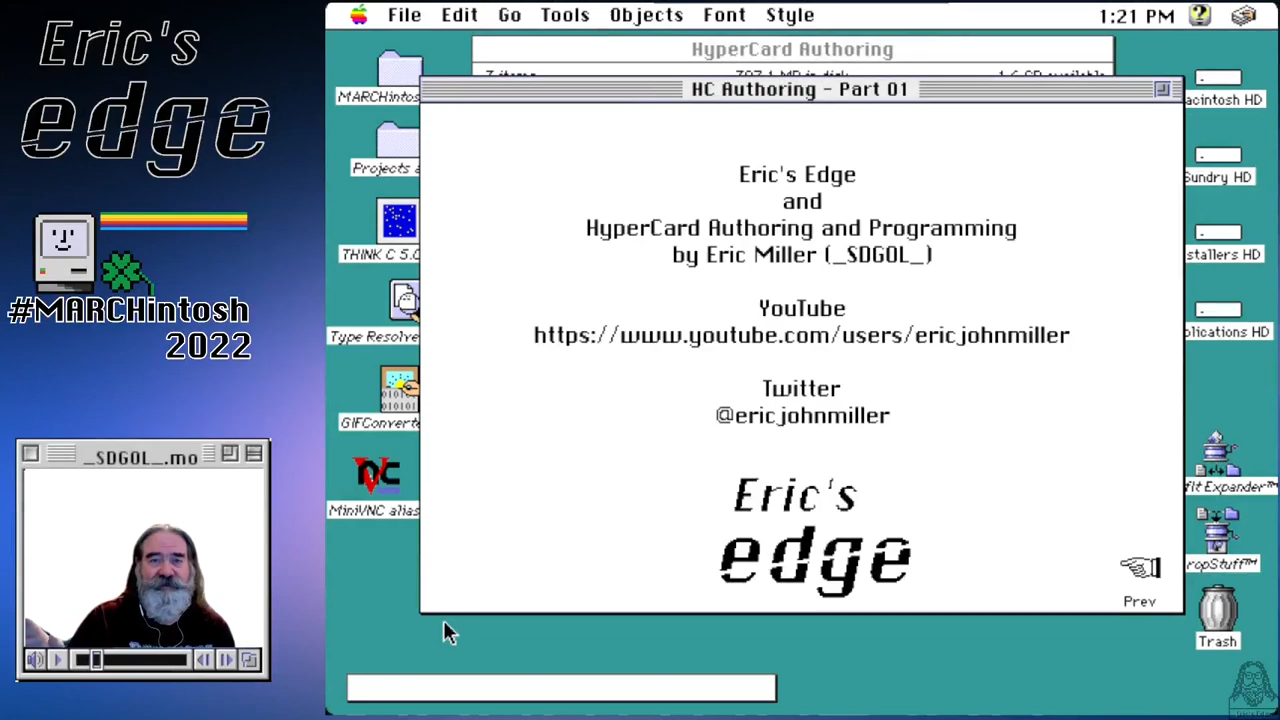 Eric's
edge
#MARCHintosh
2022
_SDGOL_.mo
File Edit Go Tools Objects Font Style
1:21 PM
HyperCard Authoring
HC Authoring - Part 01
MARCHintos
Projects a
THINK C 5.0
Type Resolve
GIFConverte
MiniVNC alias
Eric's Edge
and
HyperCard Authoring and Programming
by Eric Miller (_SDGOL_)
YouTube
https://www.youtube.com/users/ericjohnmiller
Twitter
@ericjohnmiller
Eric's
edge
Prev
acintosh HD
Sundry HD
stallers HD
plications HD
fIt Expander™
ropStuff™
Trash